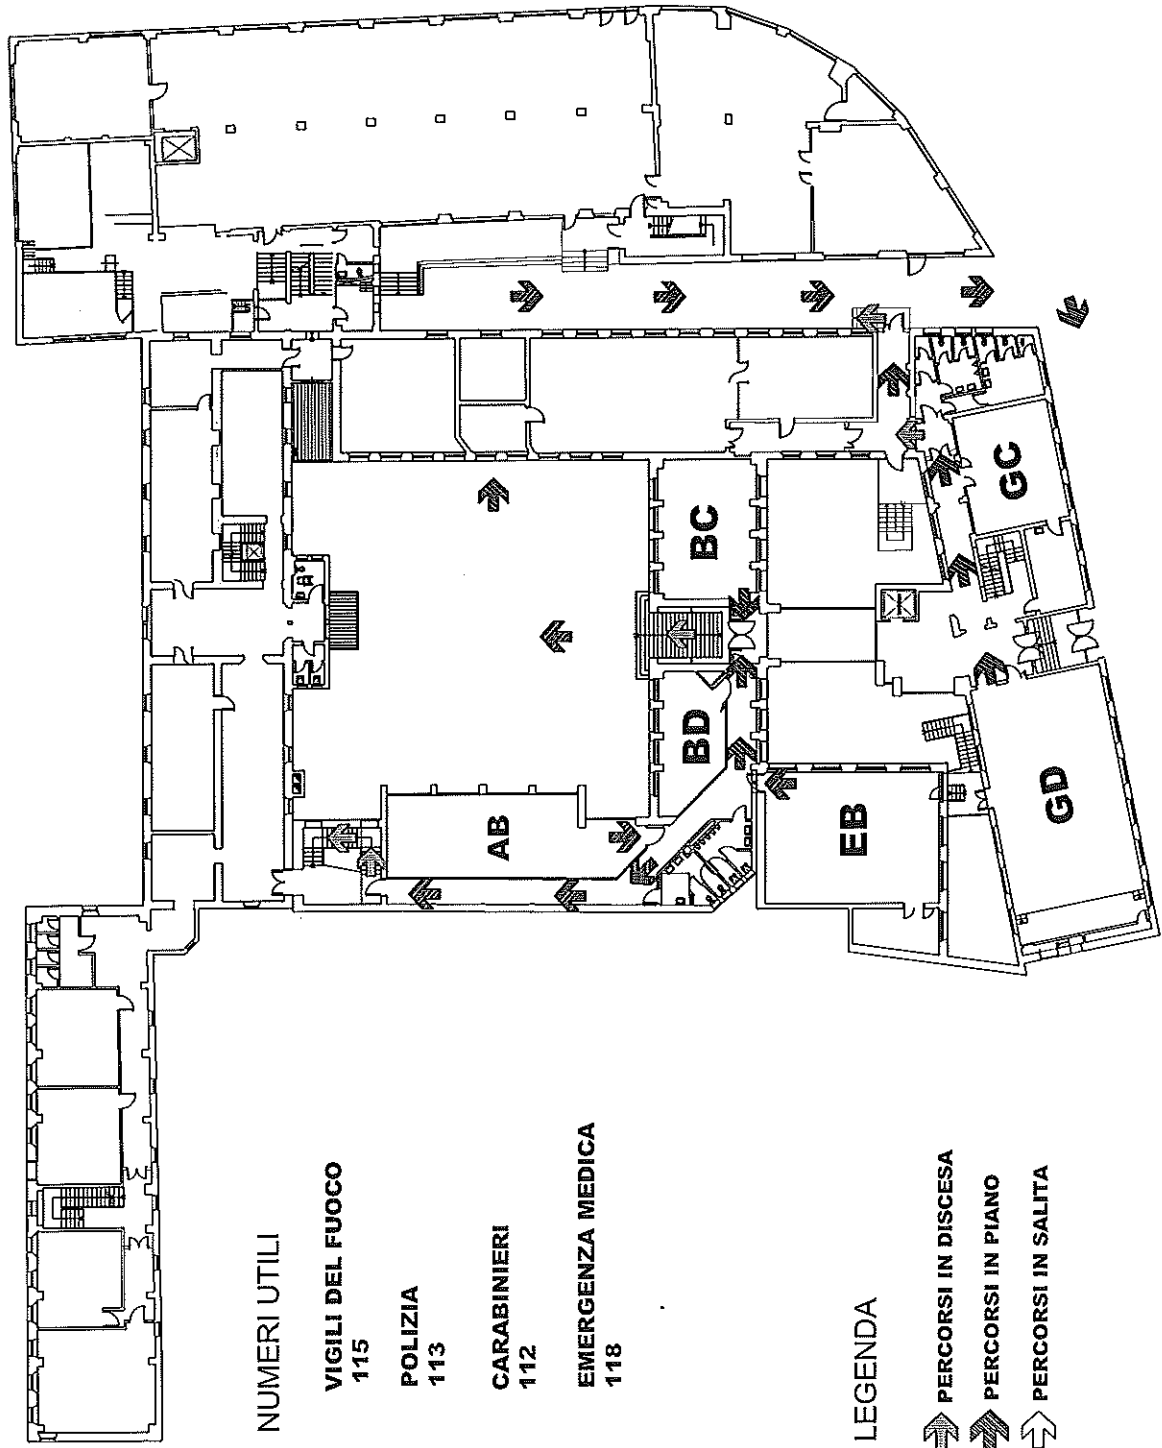 NUMERI UTILI
VIGILI DEL FUOCO
115
POLIZIA
113
CARABINIERI
112
EMERGENZA MEDICA
118
LEGENDA
PERCORSI IN DISCESA
PERCORSI IN PIANO
PERCORSI IN SALITA
AB
BD
BC
EB
GD
GC